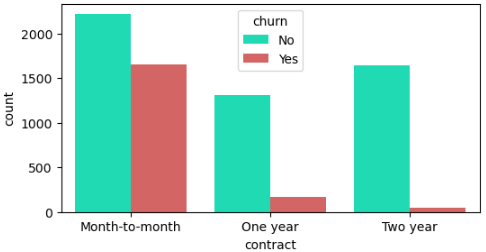 churn
No
Yes
2000
1500
1000
500
0
count
Month-to-month
One year
Two year
contract